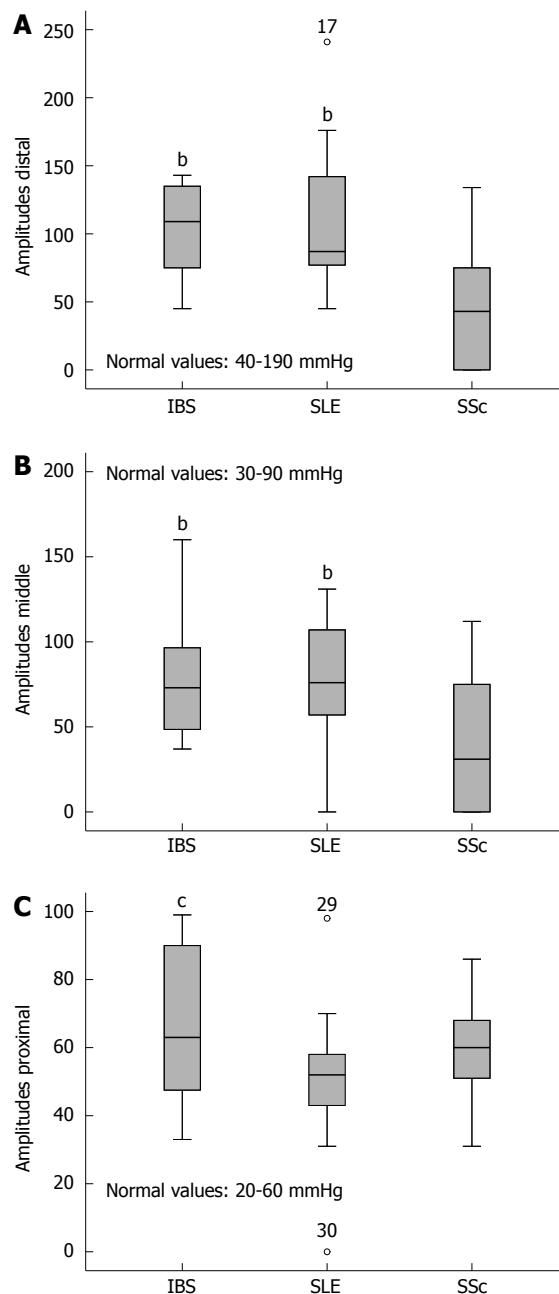 A
250
200
150
100
50
0
Amplitudes distal
b
17
b
Normal values: 40-190 mmHg
IBS SLE SSc
B
200
150
100
50
0
Amplitudes middle
Normal values: 30-90 mmHg
b
b
IBS SLE SSc
C
100
80
60
40
20
0
Amplitudes proximal
c
29
Normal values: 20-60 mmHg
30
IBS SLE SSc